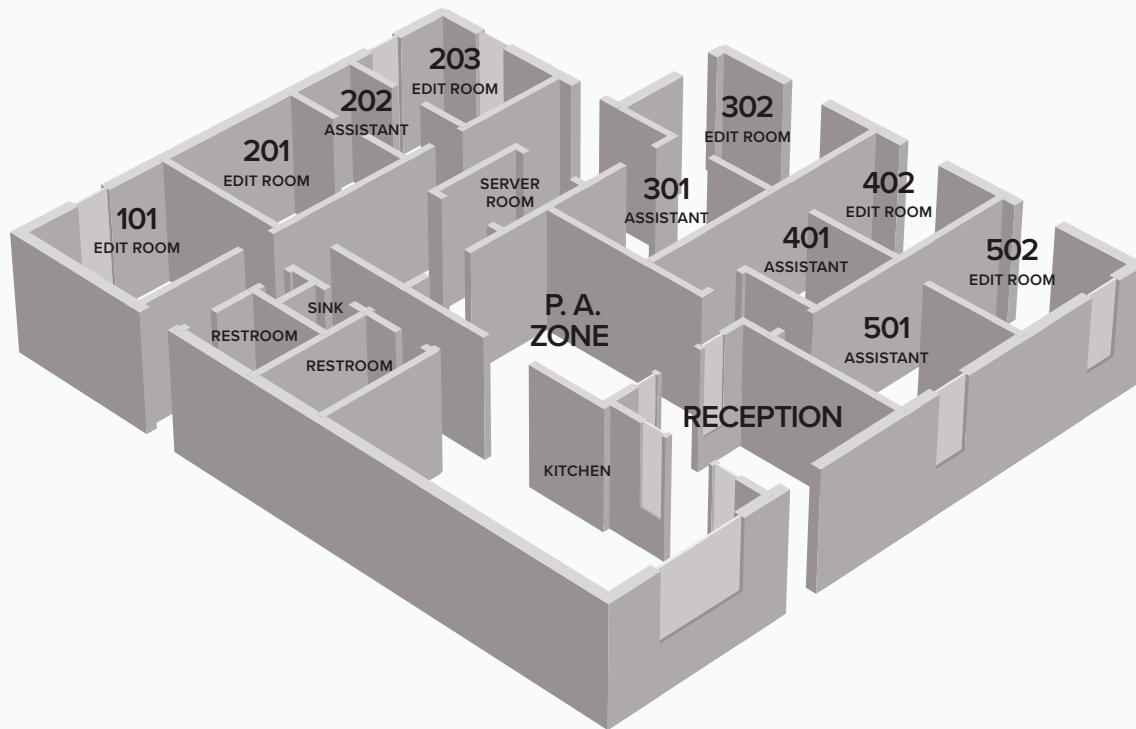 203
EDIT ROOM
202
ASSISTANT
302
EDIT ROOM
201
EDIT ROOM
SERVER
ROOM
301
ASSISTANT
402
EDIT ROOM
101
EDIT ROOM
401
ASSISTANT
502
EDIT ROOM
SINK
P. A.
ZONE
RESTROOM
RESTROOM
501
ASSISTANT
RECEPTION
KITCHEN